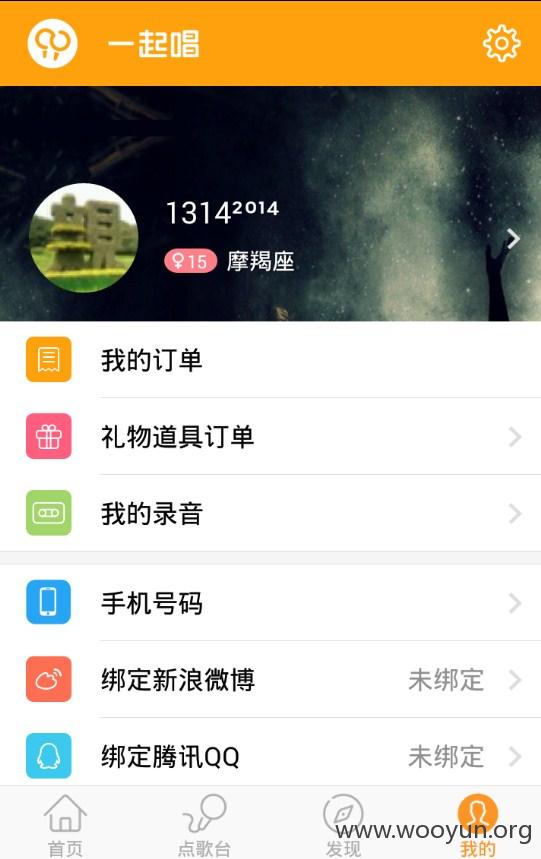 一起唱
1314²⁰¹⁴
♀15 摩羯座
我的订单
礼物道具订单
我的录音
手机号码
绑定新浪微博 未绑定
绑定腾讯QQ 未绑定
首页 点歌台 发现 我的
www.wooyun.org